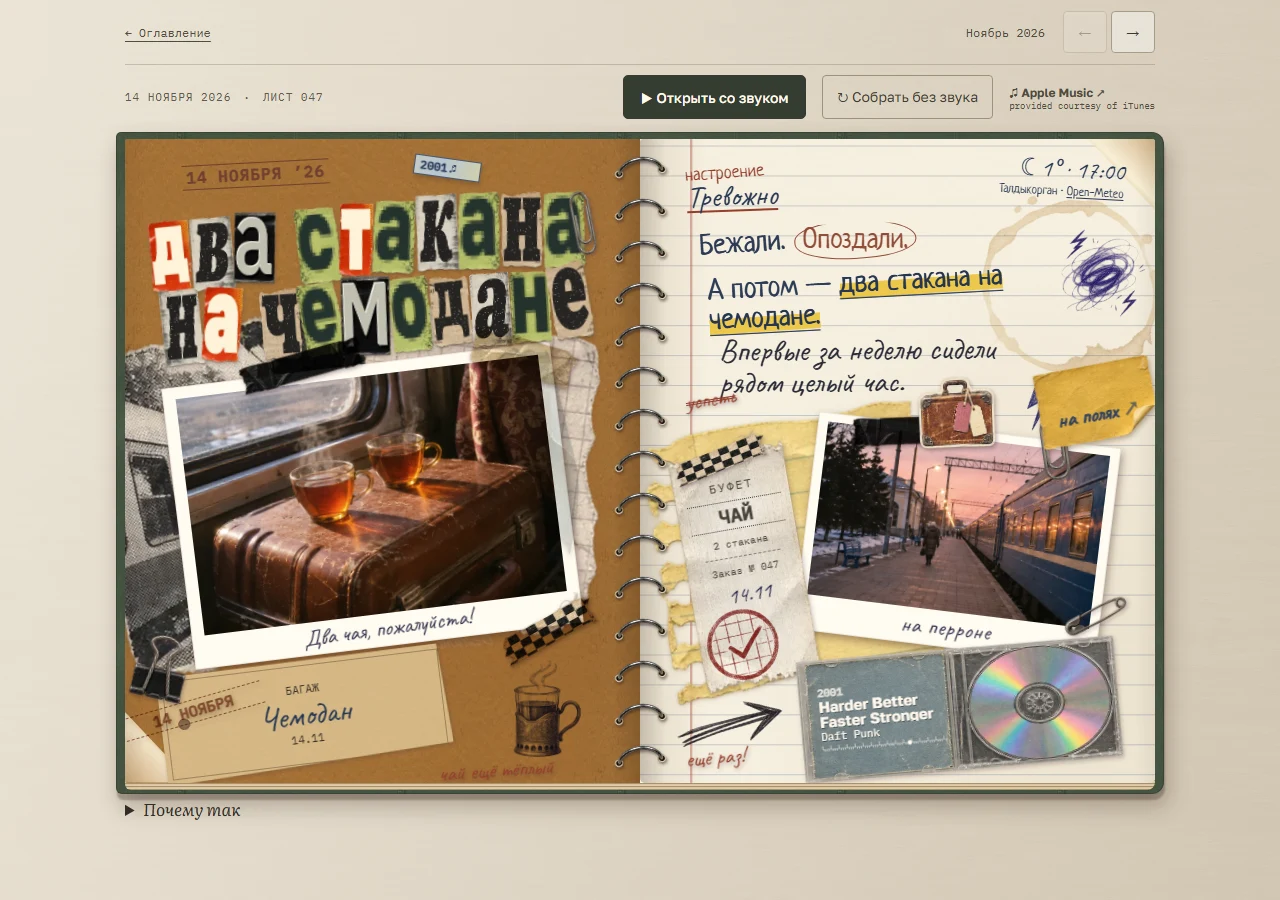 ← Оглавление
Ноябрь 2026
←
→
14 НОЯБРЯ 2026 · ЛИСТ 047
▶ Открыть со звуком
↻ Собрать без звука
♫ Apple Music ↗
provided courtesy of iTunes
14 НОЯБРЯ '26
2001♫
два стакана
на чемодане
Два чая, пожалуйста!
14 НОЯБРЯ
БАГАЖ
Чемодан
14.11
чай ещё тёплый
настроение
Тревожно
☾ 1° · 17:00
Талдыкорган · Open-Meteo
Бежали. Опоздали.
А потом — два стакана на
чемодане.
Впервые за неделю сидели
рядом целый час.
успеть
на полях ↗
БУФЕТ
ЧАЙ
2 стакана
Заказ № 047
14.11
на перроне
2001
Harder Better
Faster Stronger
Daft Punk
ещё раз!
▶ Почему так